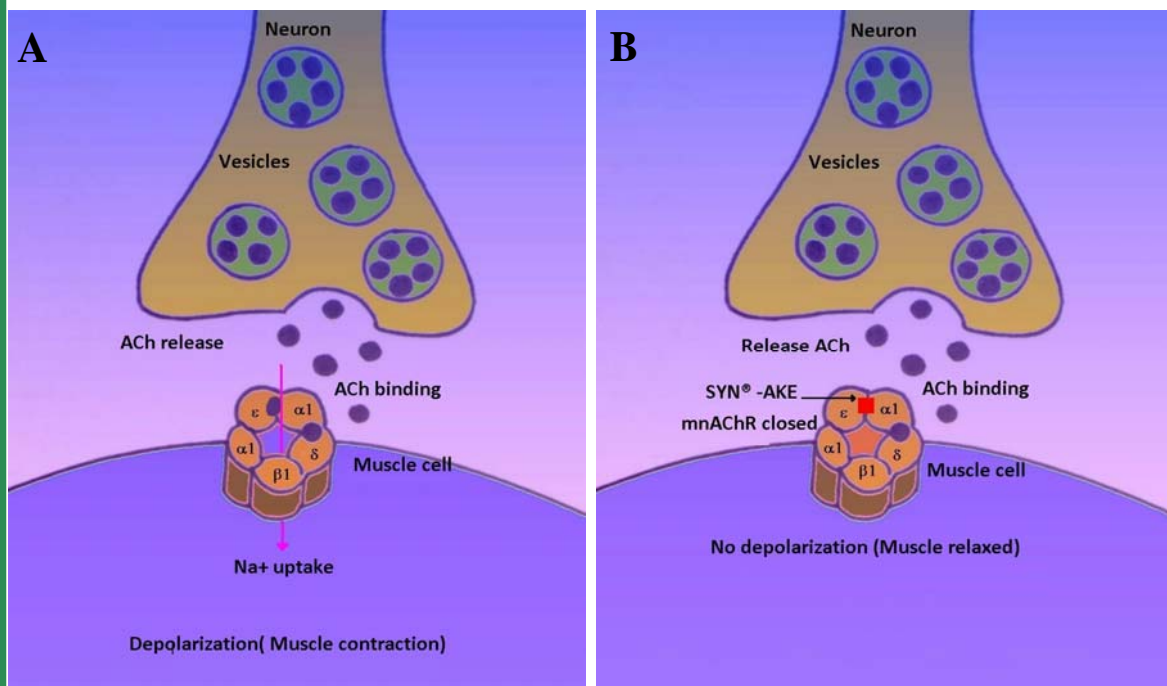 A
Neuron
Vesicles
ACh release
ACh binding
ε
α1
α1
δ
β1
Muscle cell
Na+ uptake
Depolarization( Muscle contraction)
B
Neuron
Vesicles
Release ACh
ACh binding
SYN® -AKE
mnAChR closed
ε
α1
α1
δ
β1
Muscle cell
No depolarization (Muscle relaxed)